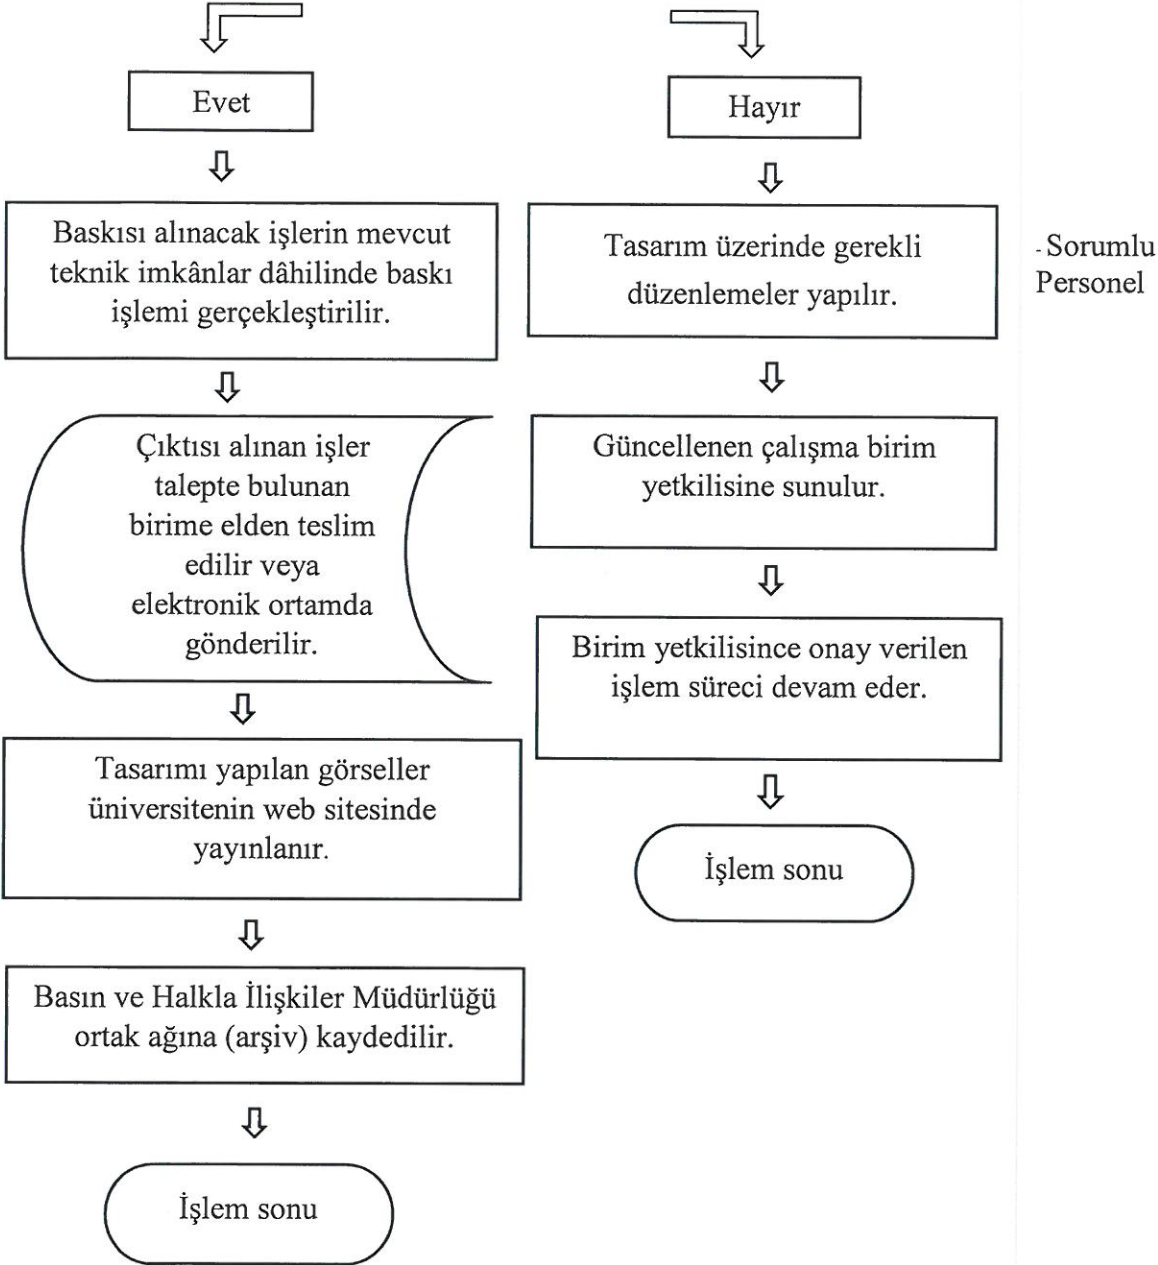 Evet
Baskısı alınacak işlerin mevcut
teknik imkânlar dâhilinde baskı
işlemi gerçekleştirilir.
Çıktısı alınan işler
talepte bulunan
birime elden teslim
edilir veya
elektronik ortamda
gönderilir.
Tasarımı yapılan görseller
üniversitenin web sitesinde
yayınlanır.
Basın ve Halkla İlişkiler Müdürlüğü
ortak ağına (arşiv) kaydedilir.
İşlem sonu
Hayır
Tasarım üzerinde gerekli
düzenlemeler yapılır.
Güncellenen çalışma birim
yetkilisine sunulur.
Birim yetkilisince onay verilen
işlem süreci devam eder.
İşlem sonu
- Sorumlu
Personel